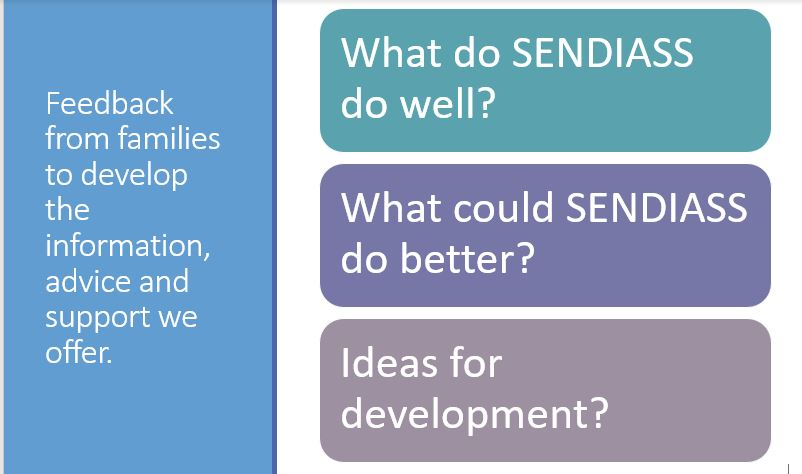 Feedback
from families
to develop
the
information,
advice and
support we
offer.
What do SENDIASS
do well?
What could SENDIASS
do better?
Ideas for
development?